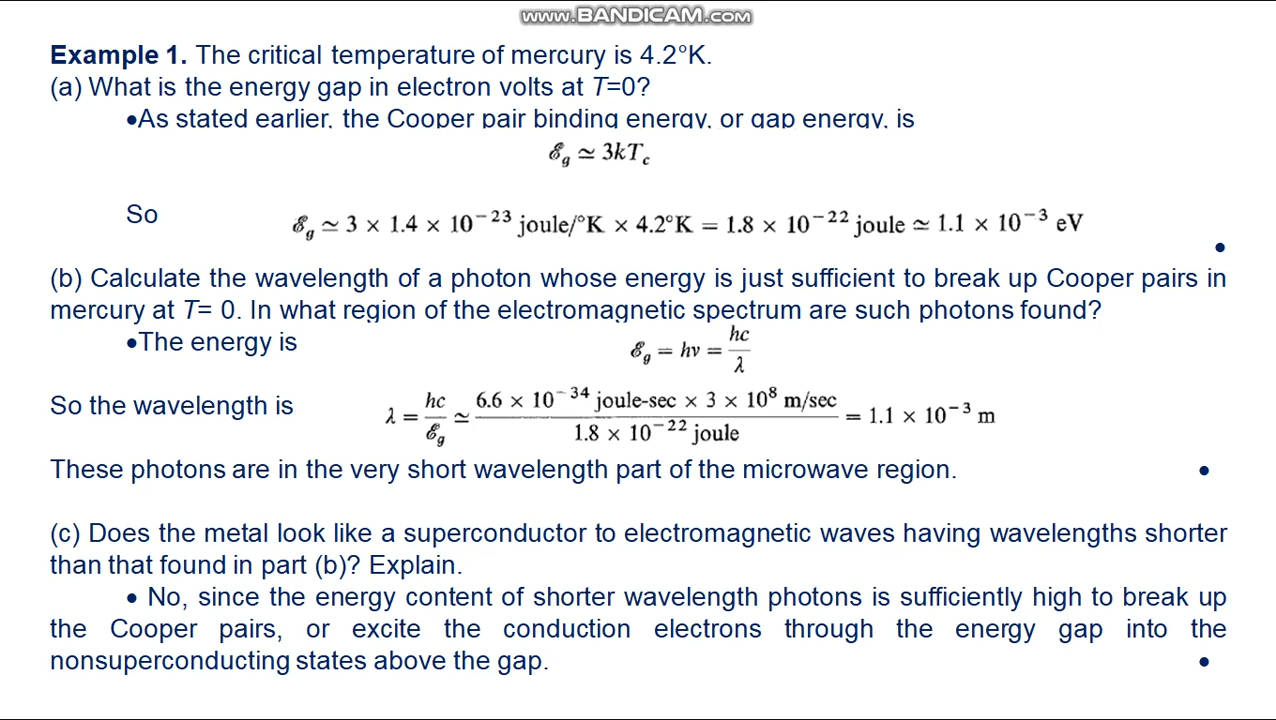 www.BANDICAM.com
Example 1. The critical temperature of mercury is 4.2°K.
(a) What is the energy gap in electron volts at T=0?
•As stated earlier, the Cooper pair binding energy, or gap energy, is
ℰg ≃ 3kTc
So ℰg ≃ 3 × 1.4 × 10⁻²³ joule/°K × 4.2°K = 1.8 × 10⁻²² joule ≃ 1.1 × 10⁻³ eV
•
(b) Calculate the wavelength of a photon whose energy is just sufficient to break up Cooper pairs in
mercury at T= 0. In what region of the electromagnetic spectrum are such photons found?
•The energy is ℰg = hν = hc/λ
So the wavelength is λ = hc/ℰg ≃ 6.6 × 10⁻³⁴ joule-sec × 3 × 10⁸ m/sec / 1.8 × 10⁻²² joule = 1.1 × 10⁻³ m
These photons are in the very short wavelength part of the microwave region. •
(c) Does the metal look like a superconductor to electromagnetic waves having wavelengths shorter
than that found in part (b)? Explain.
• No, since the energy content of shorter wavelength photons is sufficiently high to break up
the Cooper pairs, or excite the conduction electrons through the energy gap into the
nonsuperconducting states above the gap. •